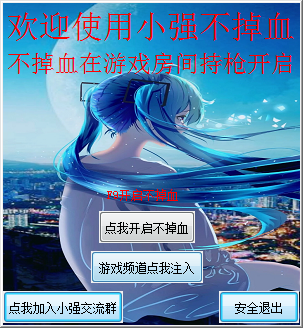 欢迎使用小强不掉血
不掉血在游戏房间持枪开启
点我开启不掉血
游戏频道点我注入
点我加入小强交流群
安全退出